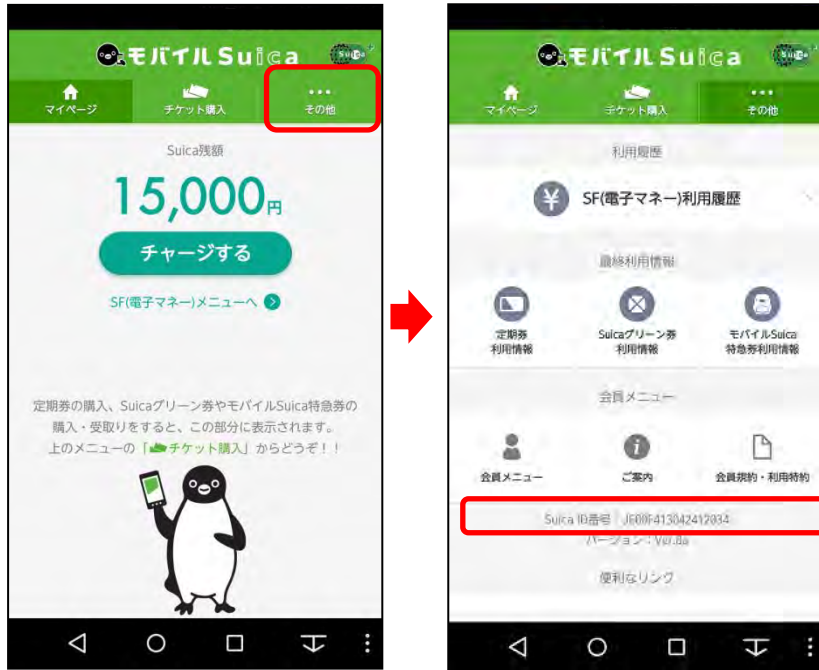 モバイルSuica
マイページ
チケット購入
その他
Suica残額
15,000円
チャージする
SF(電子マネー)メニューへ
定期券の購入、Suicaグリーン券やモバイルSuica特急券の
購入・受取りをすると、この部分に表示されます。
上のメニューの「チケット購入」からどうぞ！！
モバイルSuica
マイページ
チケット購入
その他
利用履歴
SF(電子マネー)利用履歴
最終利用情報
定期券
利用情報
Suicaグリーン券
利用情報
モバイルSuica
特急券利用情報
会員メニュー
会員メニュー
ご案内
会員規約・利用特約
Suica ID番号
バージョン：Ver.8a
便利なリンク